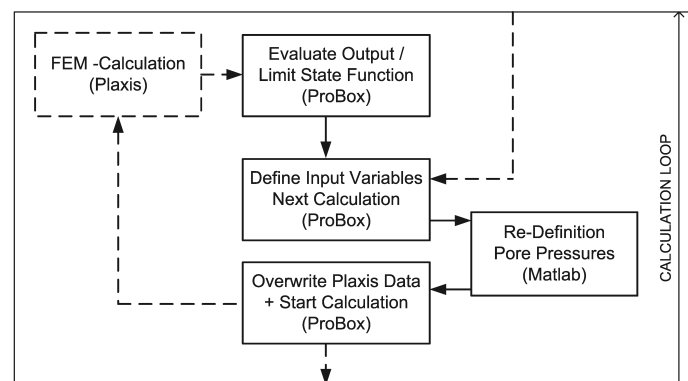 FEM -Calculation
(Plaxis)
Evaluate Output /
Limit State Function
(ProBox)
Define Input Variables
Next Calculation
(ProBox)
Re-Definition
Pore Pressures
(Matlab)
Overwrite Plaxis Data
+ Start Calculation
(ProBox)
CALCULATION LOOP